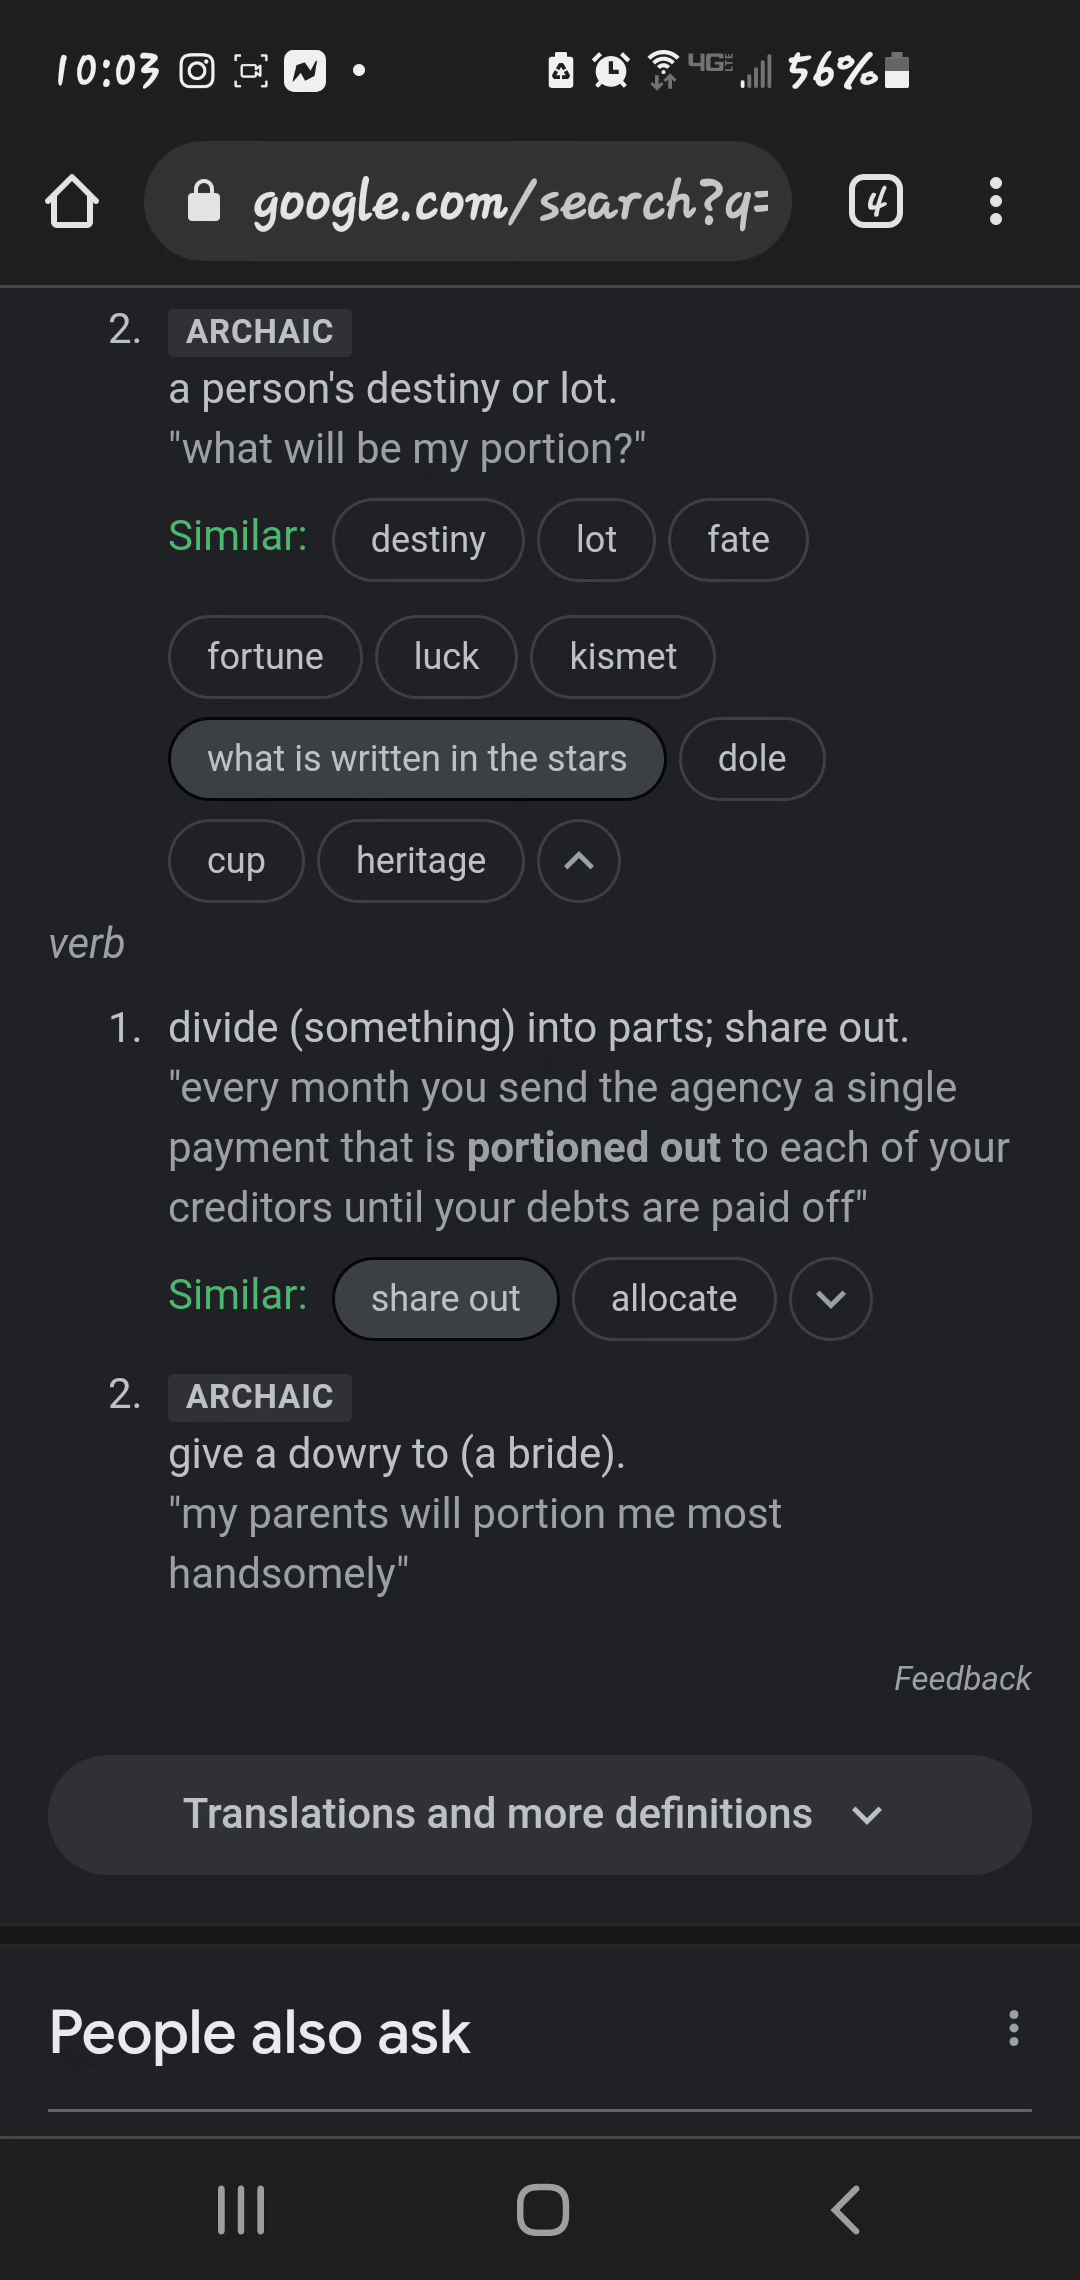 10:03 4G LTE 56%
google.com/search?q=
4
2. ARCHAIC
a person's destiny or lot.
"what will be my portion?"
Similar: destiny lot fate
fortune luck kismet
what is written in the stars dole
cup heritage
verb
1. divide (something) into parts; share out.
"every month you send the agency a single
payment that is portioned out to each of your
creditors until your debts are paid off"
Similar: share out allocate
2. ARCHAIC
give a dowry to (a bride).
"my parents will portion me most
handsomely"
Feedback
Translations and more definitions
People also ask